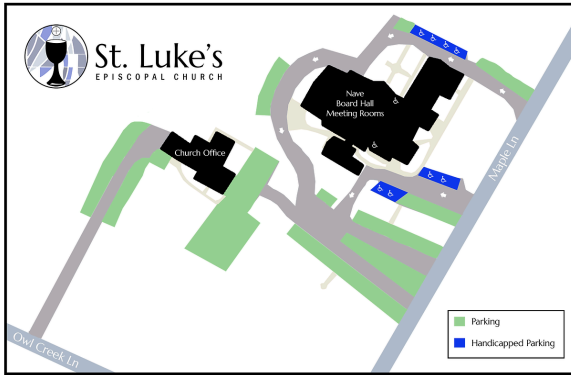 St. Luke's
EPISCOPAL CHURCH
Nave
Board Hall
Meeting Rooms
Church Office
Maple Ln
Owl Creek Ln
Parking
Handicapped Parking